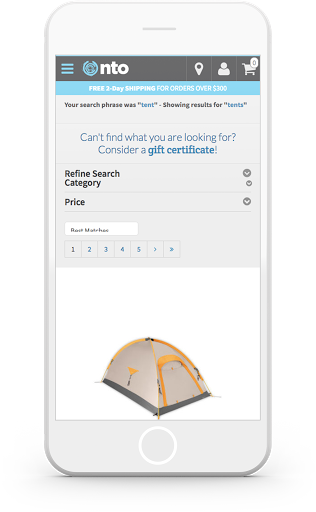 nto
0
FREE 3-Day SHIPPING FOR ORDERS OVER $300
Your search phrase was "tent" - Showing results for "tents"
Can't find what you are looking for?
Consider a gift certificate!
Refine Search
Category
Price
Best Matches
1 2 3 4 5 › »